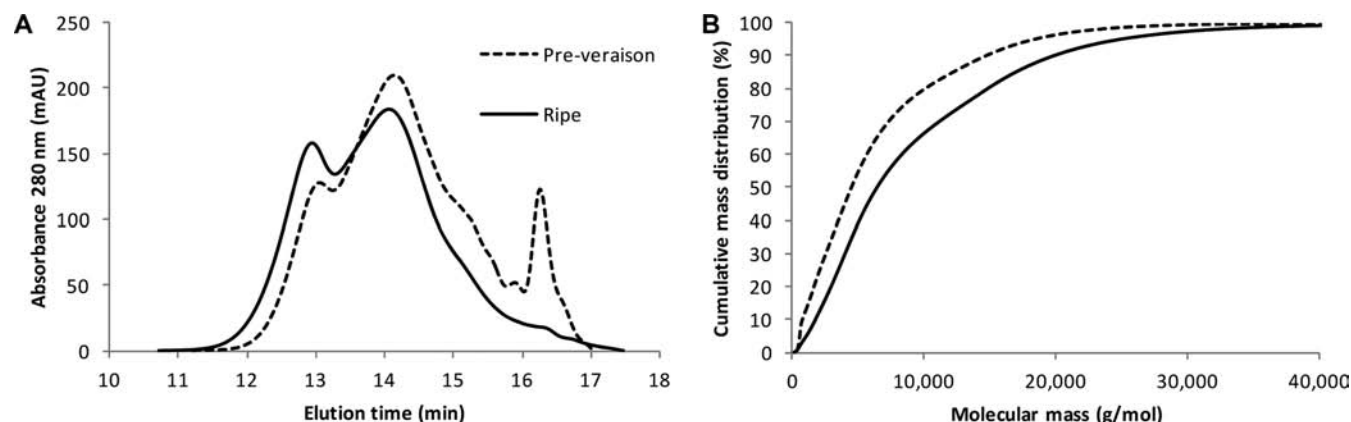 A
Absorbance 280 nm (mAU)
250
200
150
100
50
0
10 11 12 13 14 15 16 17 18
Elution time (min)
Pre-veraison
Ripe
B
Cumulative mass distribution (%)
100
90
80
70
60
50
40
30
20
10
0
0 10,000 20,000 30,000 40,000
Molecular mass (g/mol)